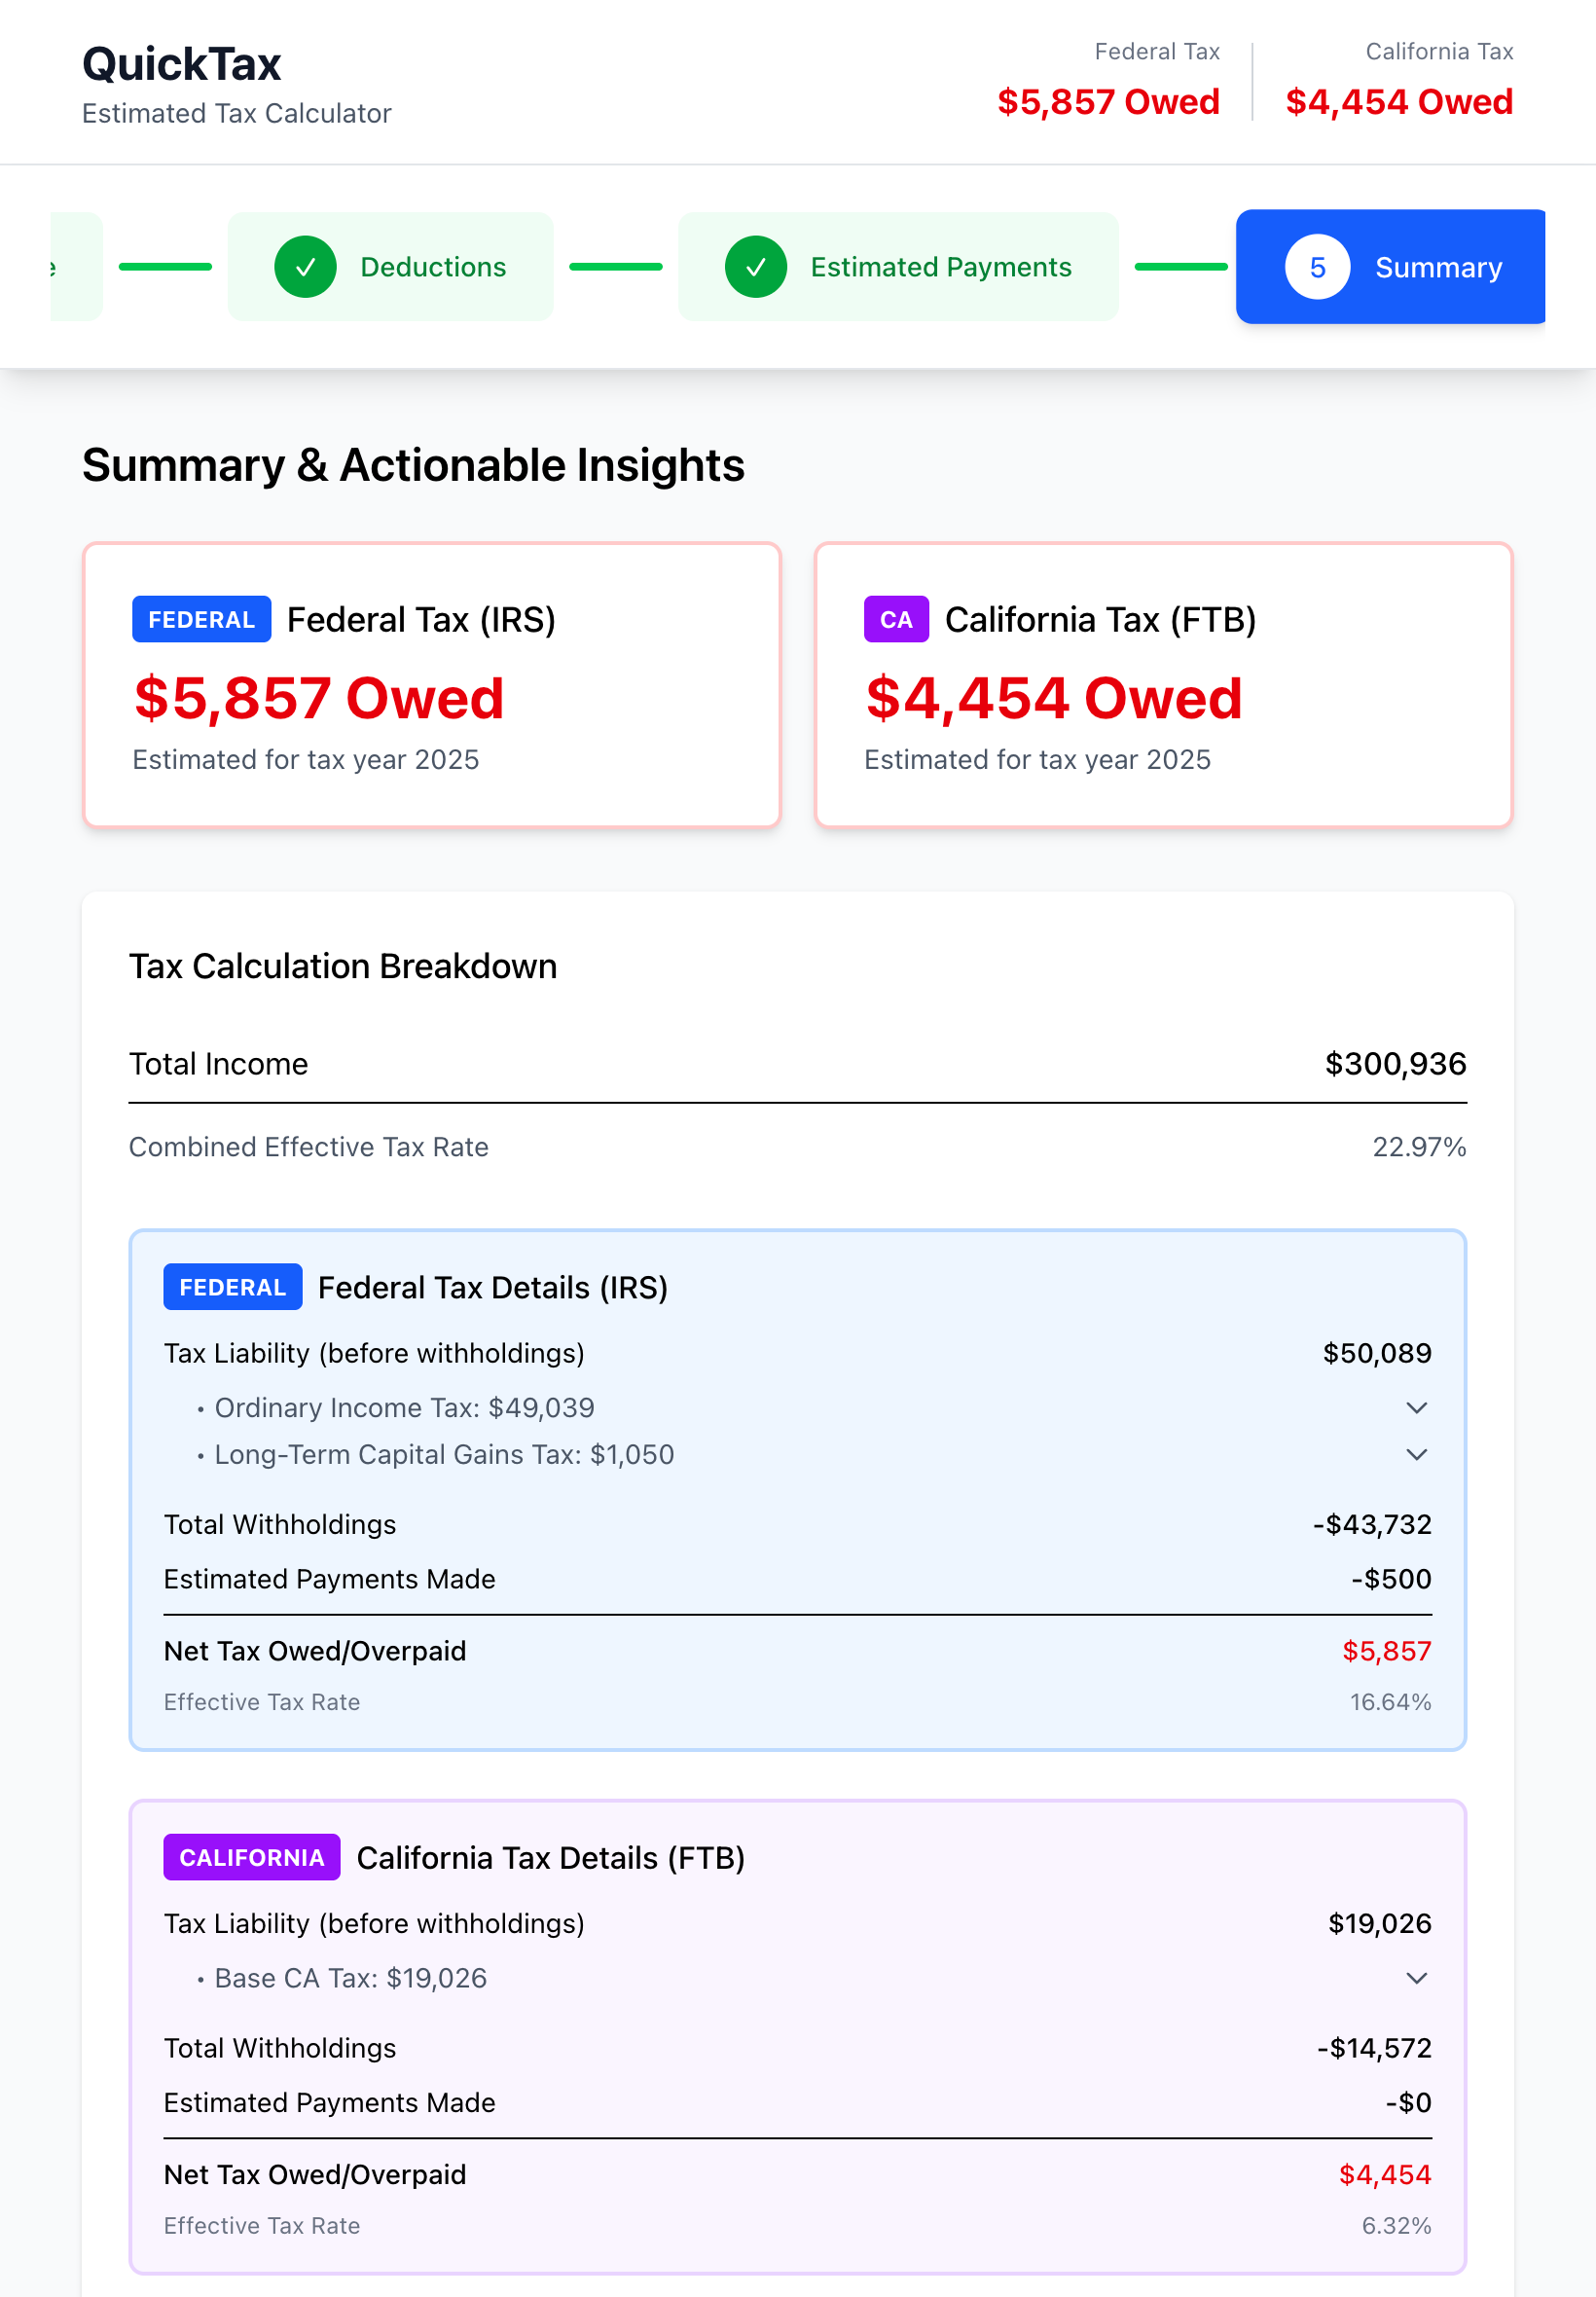 QuickTax
Estimated Tax Calculator
Federal Tax
$5,857 Owed
California Tax
$4,454 Owed
Deductions
Estimated Payments
5 Summary
Summary & Actionable Insights
FEDERAL Federal Tax (IRS)
$5,857 Owed
Estimated for tax year 2025
CA California Tax (FTB)
$4,454 Owed
Estimated for tax year 2025
Tax Calculation Breakdown
Total Income $300,936
Combined Effective Tax Rate 22.97%
FEDERAL Federal Tax Details (IRS)
Tax Liability (before withholdings) $50,089
• Ordinary Income Tax: $49,039
• Long-Term Capital Gains Tax: $1,050
Total Withholdings -$43,732
Estimated Payments Made -$500
Net Tax Owed/Overpaid $5,857
Effective Tax Rate 16.64%
CALIFORNIA California Tax Details (FTB)
Tax Liability (before withholdings) $19,026
• Base CA Tax: $19,026
Total Withholdings -$14,572
Estimated Payments Made -$0
Net Tax Owed/Overpaid $4,454
Effective Tax Rate 6.32%